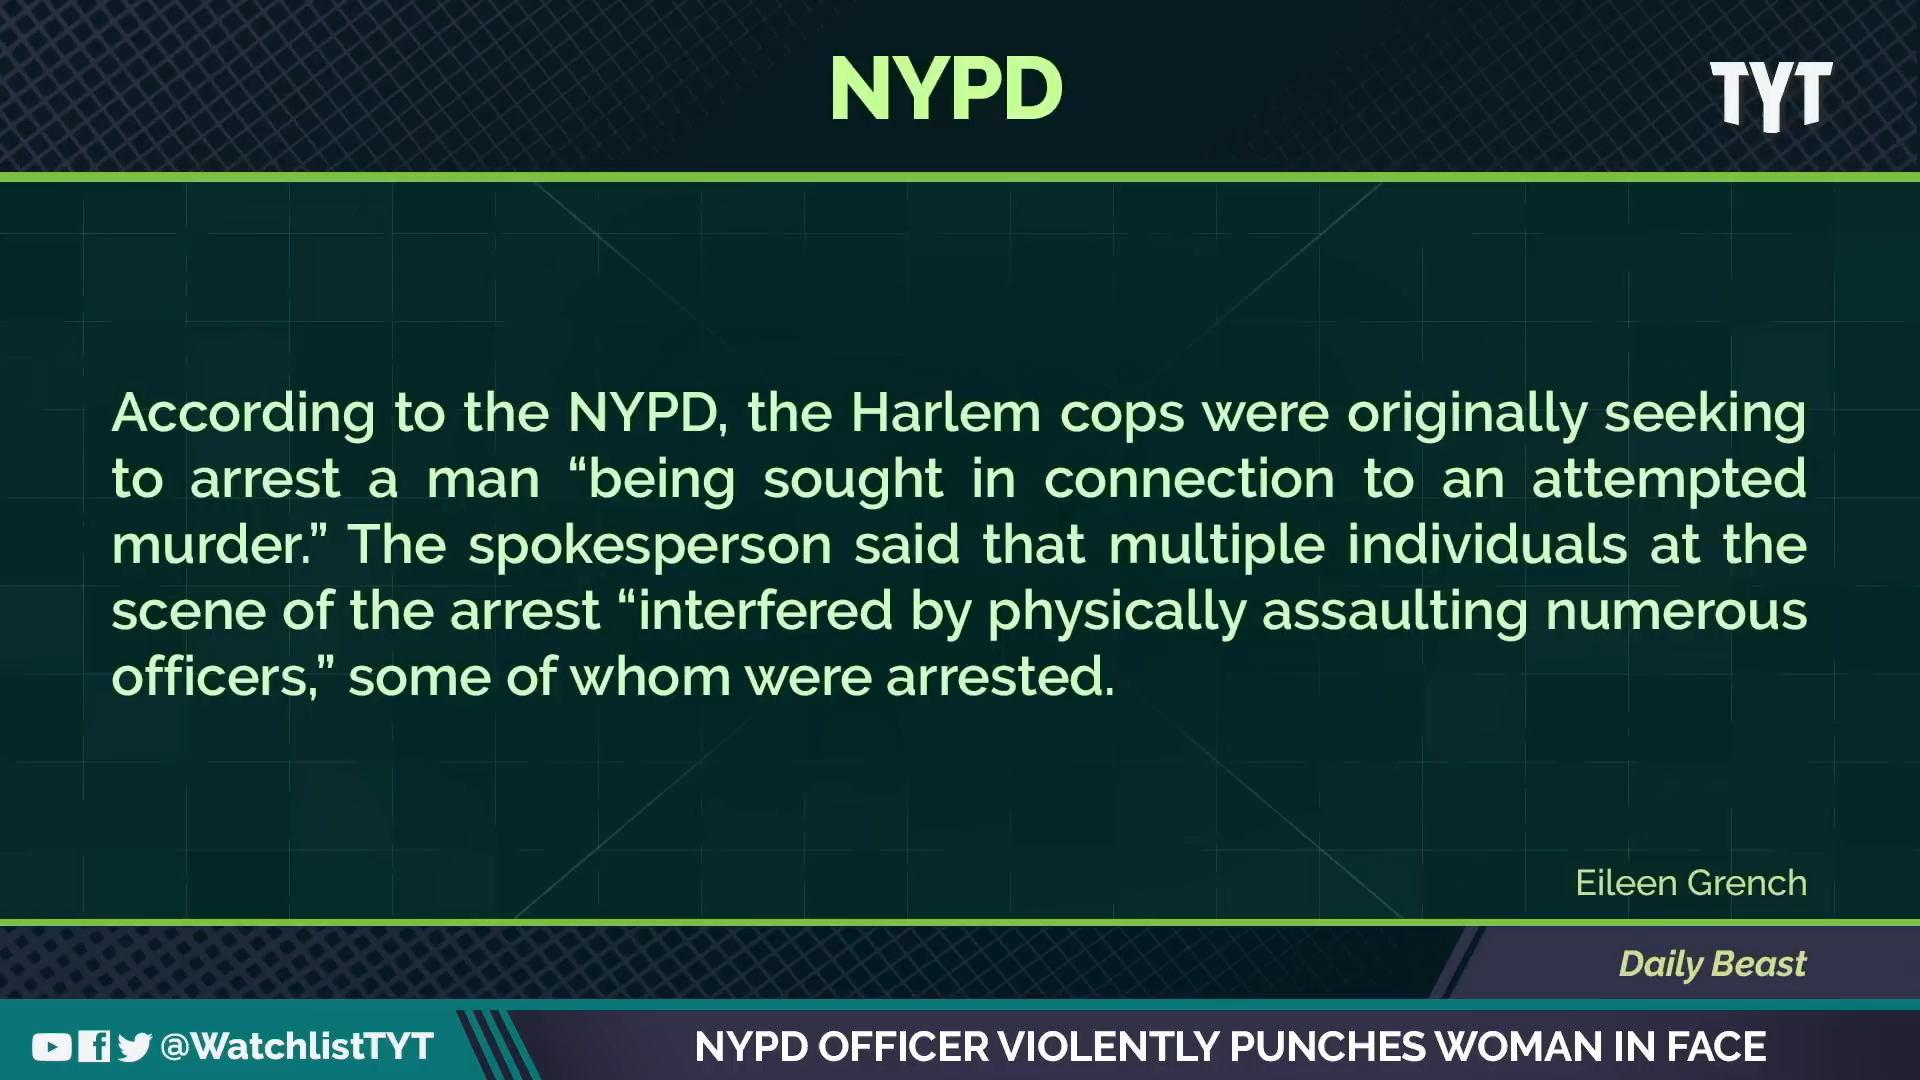 NYPD
TYT
According to the NYPD, the Harlem cops were originally seeking
to arrest a man “being sought in connection to an attempted
murder.” The spokesperson said that multiple individuals at the
scene of the arrest “interfered by physically assaulting numerous
officers,” some of whom were arrested.
Eileen Grench
Daily Beast
@WatchlistTYT
NYPD OFFICER VIOLENTLY PUNCHES WOMAN IN FACE